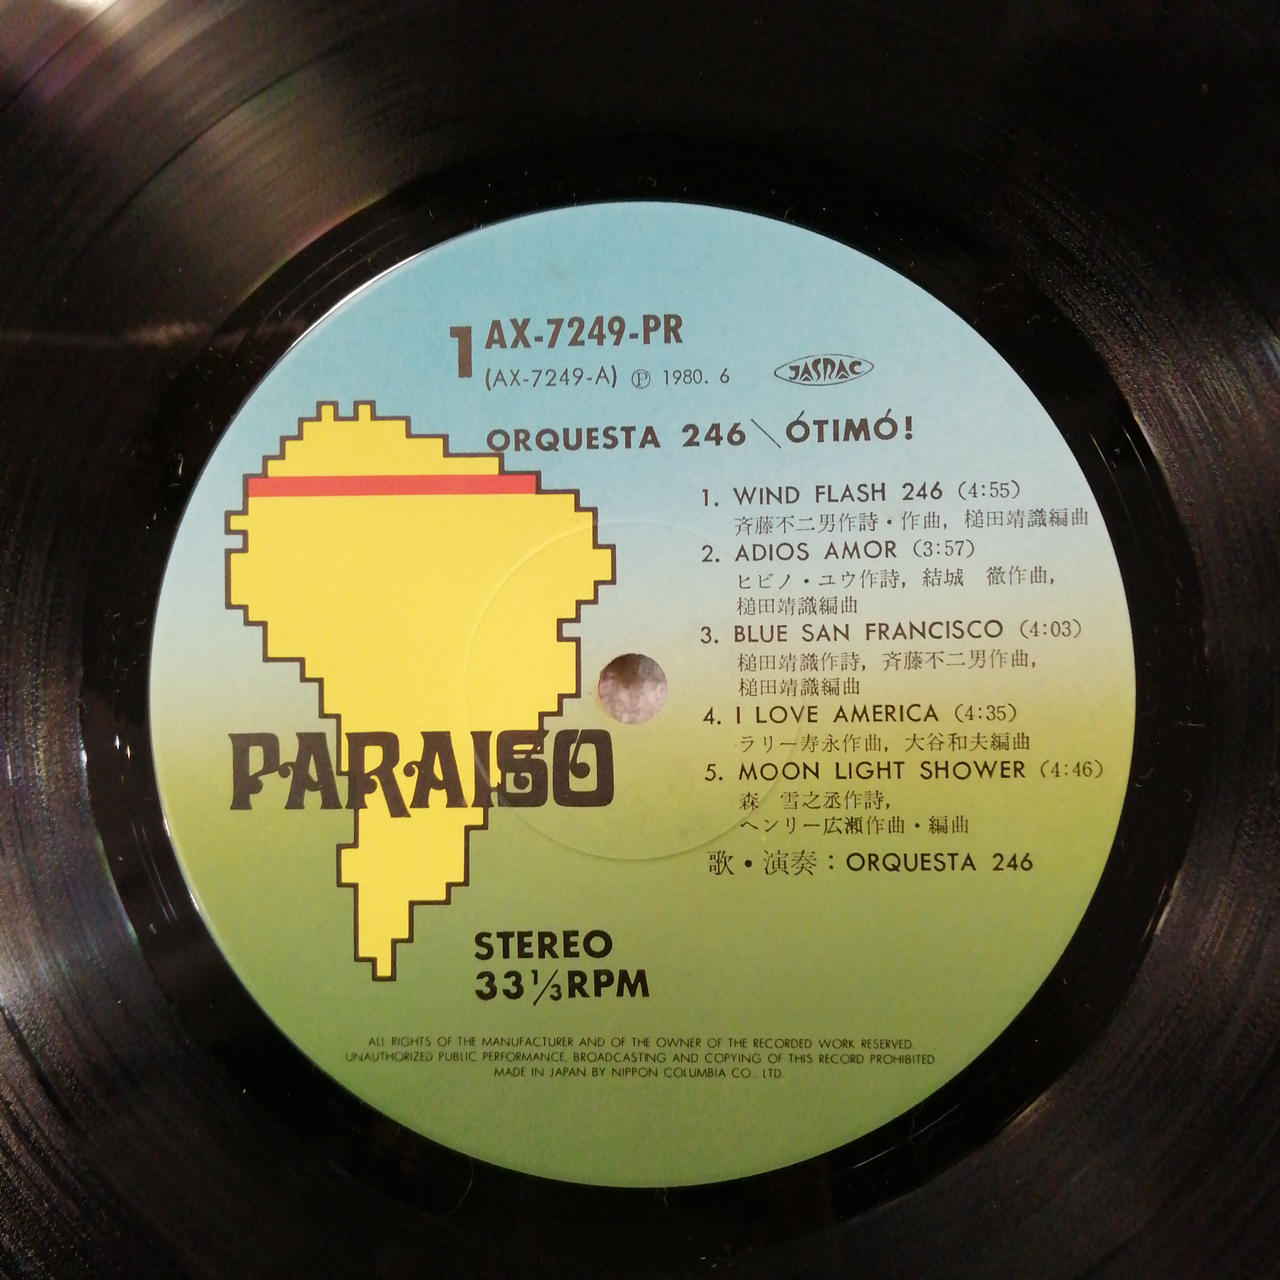 1 AX-7249-PR
(AX-7249-A) Ⓟ 1980. 6
JASRAC
ORQUESTA 246\ÓTIMÓ!
1. WIND FLASH 246 (4:55)
斉藤不二男作詩・作曲, 槌田靖識編曲
2. ADIOS AMOR (3:57)
ヒビノ・ユウ作詩, 結城　徹作曲,
槌田靖識編曲
3. BLUE SAN FRANCISCO (4:03)
槌田靖識作詩, 斉藤不二男作曲,
槌田靖識編曲
4. I LOVE AMERICA (4:35)
ラリー寿永作曲, 大谷和夫編曲
5. MOON LIGHT SHOWER (4:46)
森　雪之丞作詩,
ヘンリー広瀬作曲・編曲
歌・演奏：ORQUESTA 246
PARAISO
STEREO
33 1/3 RPM
ALL RIGHTS OF THE MANUFACTURER AND OF THE OWNER OF THE RECORDED WORK RESERVED.
UNAUTHORIZED PUBLIC PERFORMANCE, BROADCASTING AND COPYING OF THIS RECORD PROHIBITED.
MADE IN JAPAN BY NIPPON COLUMBIA CO., LTD.